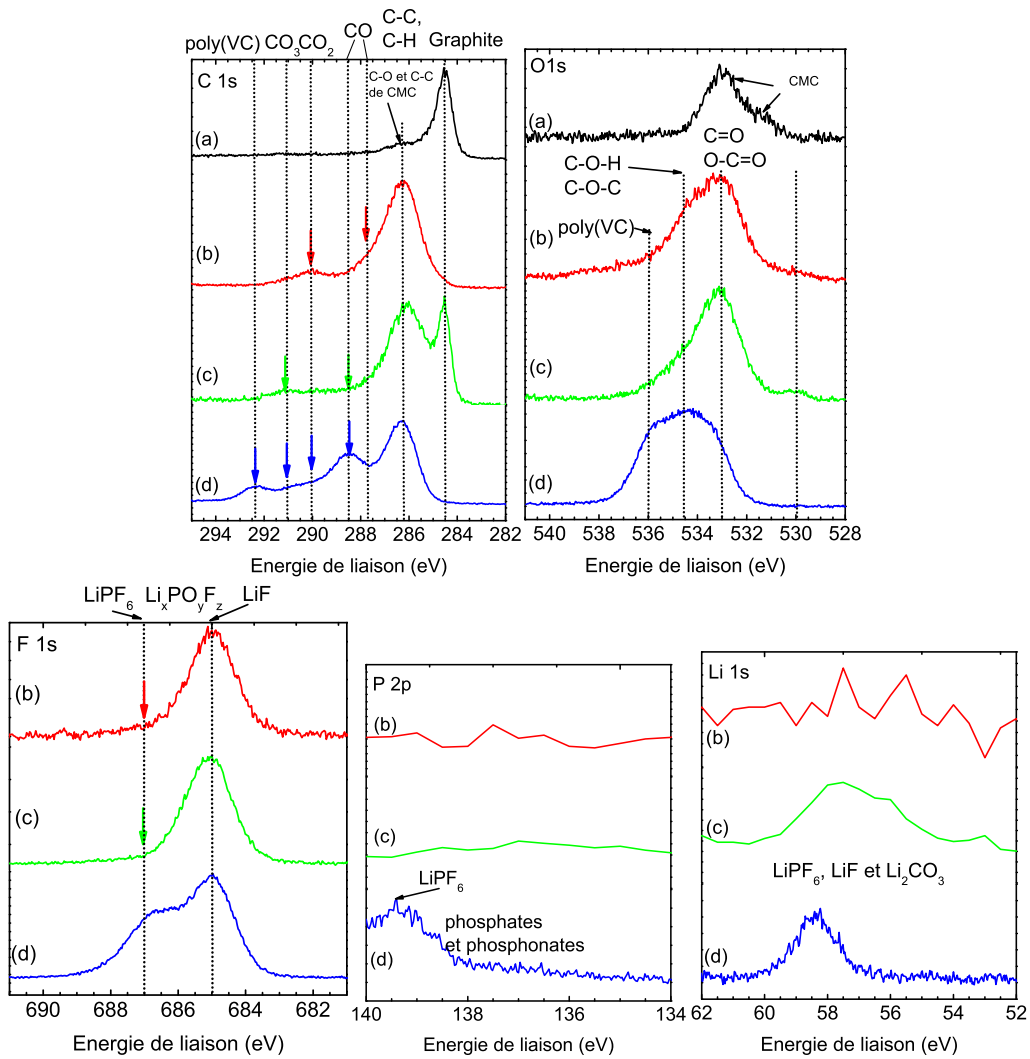 C-C,
poly(VC) CO3 CO2 CO C-H Graphite
C 1s
C-O et C-C
de CMC
(a)
(b)
(c)
(d)
294 292 290 288 286 284 282
Energie de liaison (eV)
O1s
(a)
CMC
C=O
C-O-H O-C=O
C-O-C
poly(VC)
(b)
(c)
(d)
540 538 536 534 532 530 528
Energie de liaison (eV)
LiPF6 LixPOyFz LiF
F 1s
(b)
(c)
(d)
690 688 686 684 682
Energie de liaison (eV)
P 2p
(b)
(c)
LiPF6
phosphates
et phosphonates
(d)
140 138 136 134
Energie de liaison (eV)
Li 1s
(b)
(c)
LiPF6, LiF et Li2CO3
(d)
62 60 58 56 54 52
Energie de liaison (eV)